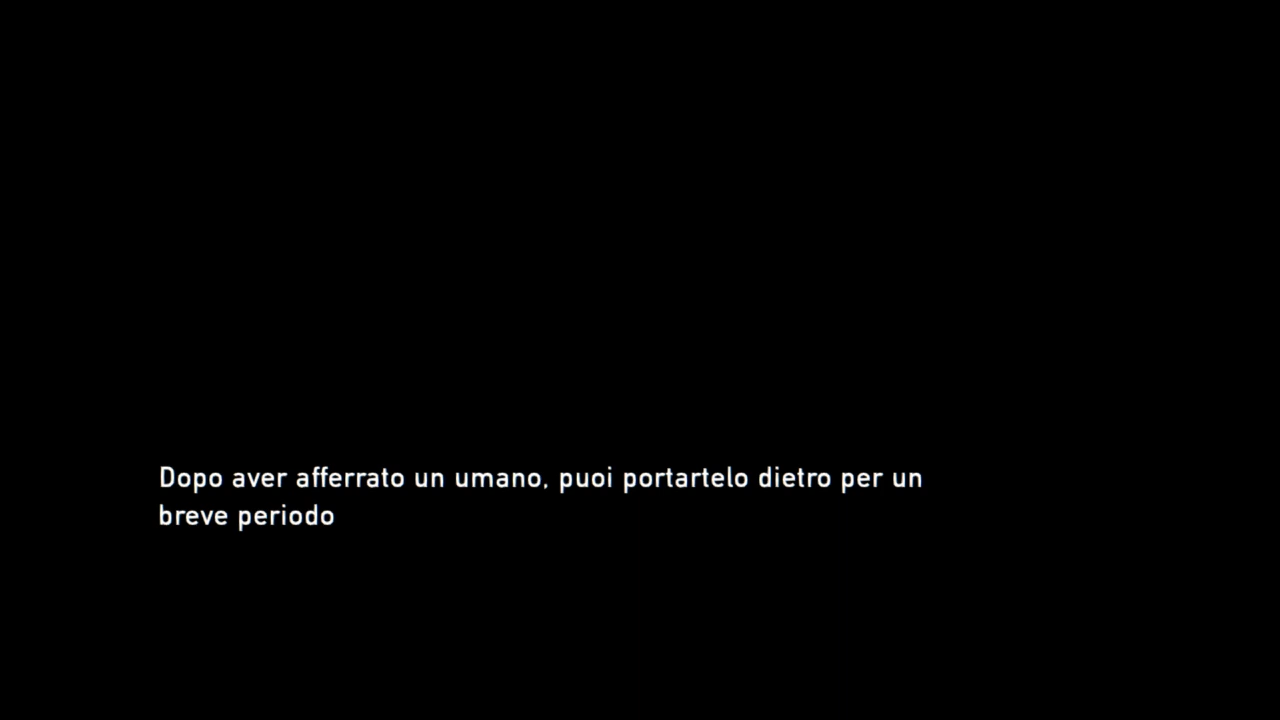 Dopo aver afferrato un umano, puoi portartelo dietro per un
breve periodo